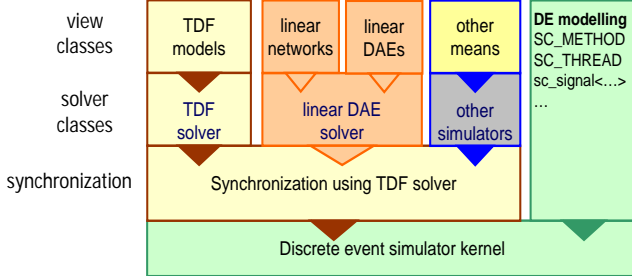 view
classes
TDF
models
linear
networks
linear
DAEs
other
means
DE modelling
SC_METHOD
SC_THREAD
sc_signal<...>
...
solver
classes
TDF
solver
linear DAE
solver
other
simulators
synchronization
Synchronization using TDF solver
Discrete event simulator kernel